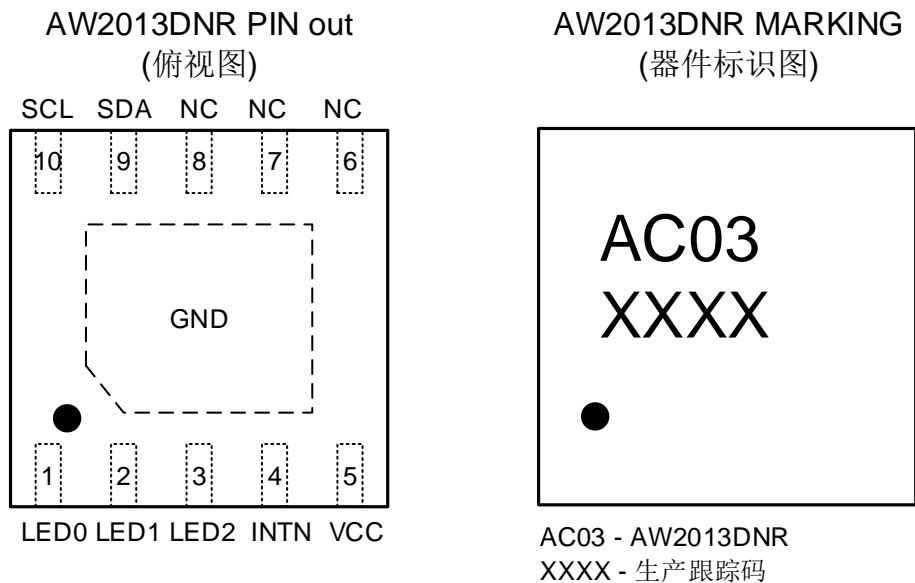 AW2013DNR PIN out
(俯视图)
SCL SDA NC NC NC
10 9 8 7 6
GND
1 2 3 4 5
LED0 LED1 LED2 INTN VCC
AW2013DNR MARKING
(器件标识图)
AC03
XXXX
AC03 - AW2013DNR
XXXX - 生产跟踪码